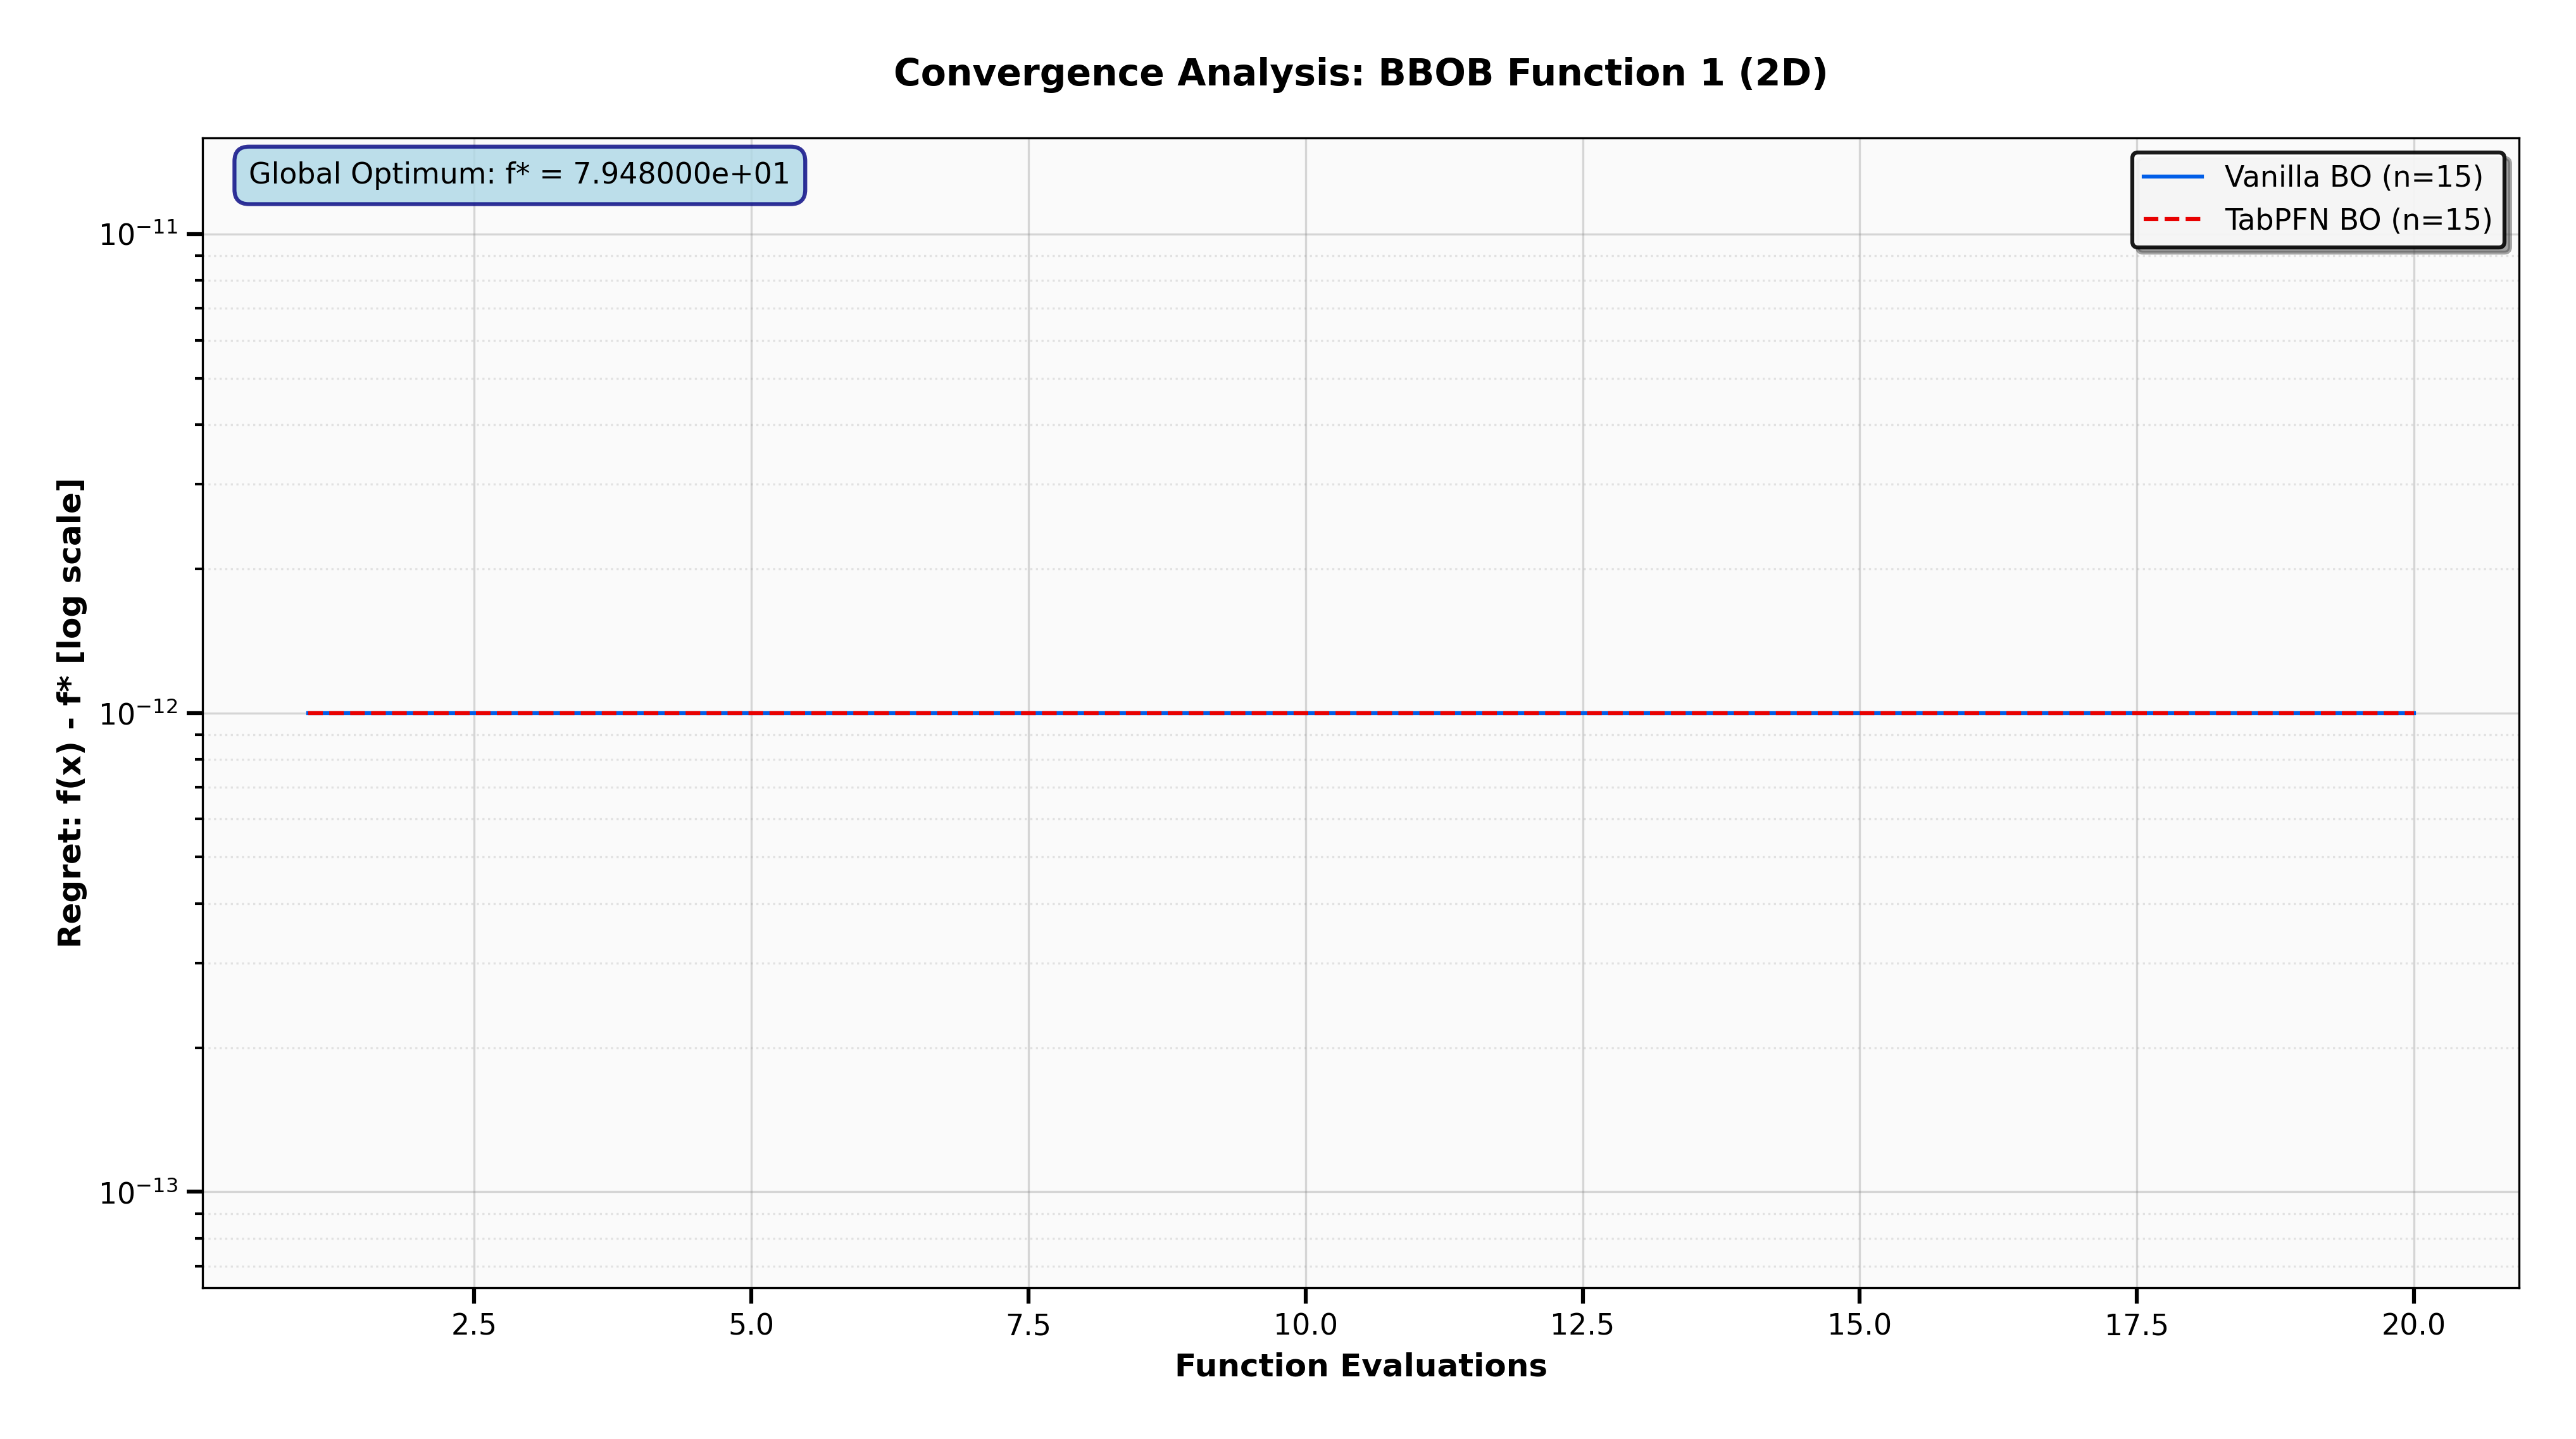 Convergence Analysis: BBOB Function 1 (2D)
Global Optimum: f* = 7.948000e+01
Vanilla BO (n=15)
TabPFN BO (n=15)
Regret: f(x) - f* [log scale]
10⁻¹¹
10⁻¹²
10⁻¹³
2.5 5.0 7.5 10.0 12.5 15.0 17.5 20.0
Function Evaluations